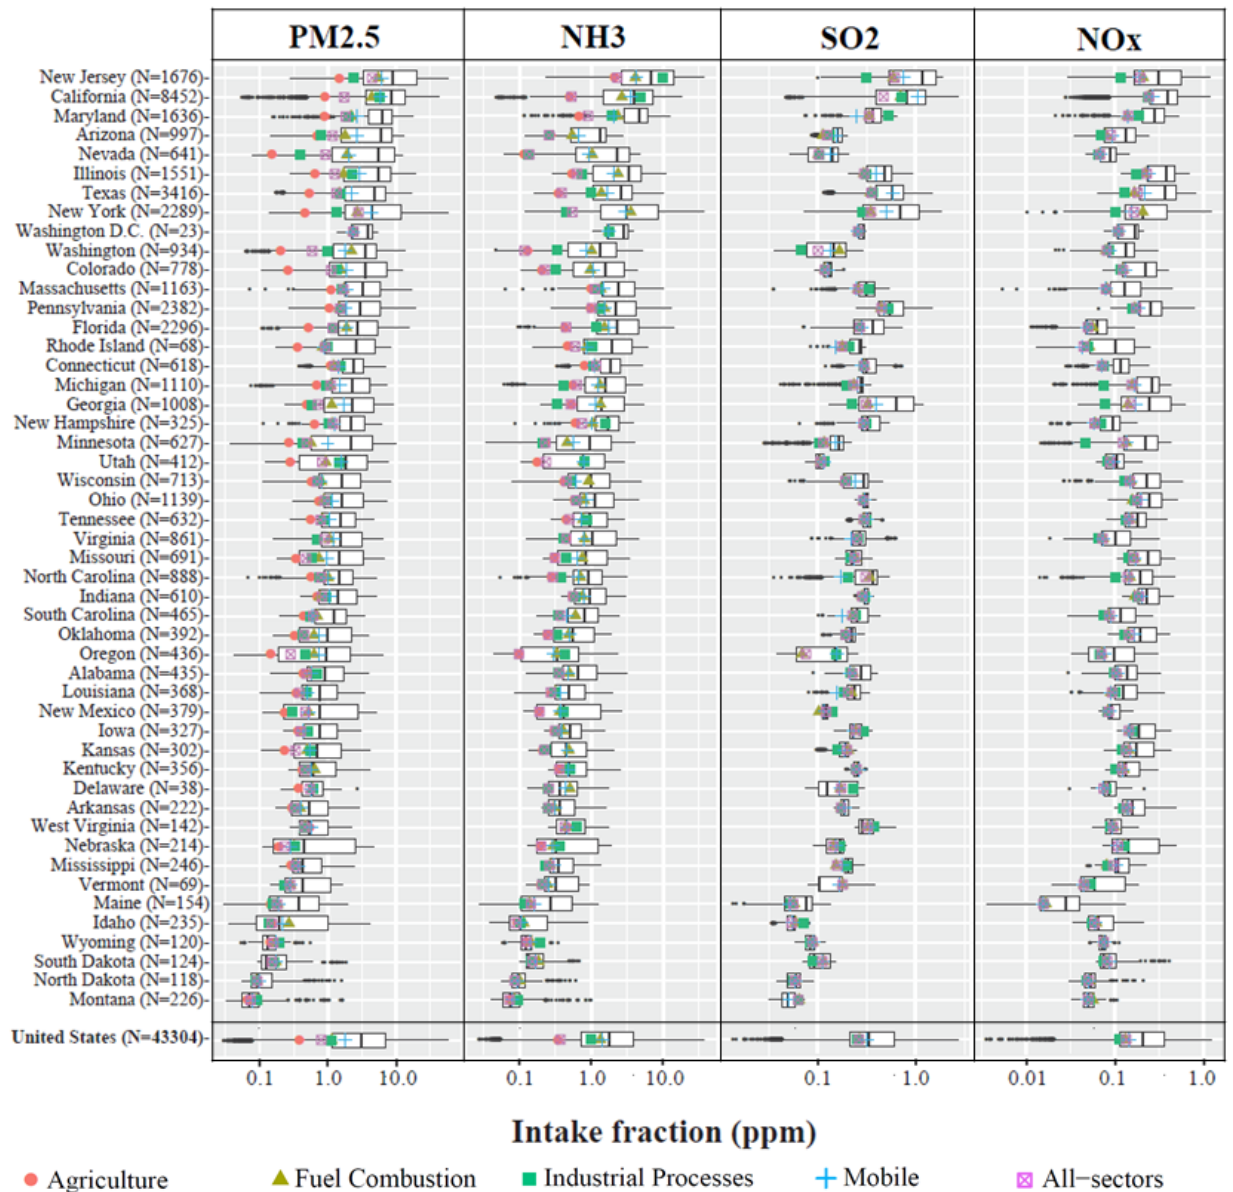 PM2.5 NH3 SO2 NOx
New Jersey (N=1676)
California (N=8452)
Maryland (N=1636)
Arizona (N=997)
Nevada (N=641)
Illinois (N=1551)
Texas (N=3416)
New York (N=2289)
Washington D.C. (N=23)
Washington (N=934)
Colorado (N=778)
Massachusetts (N=1163)
Pennsylvania (N=2382)
Florida (N=2296)
Rhode Island (N=68)
Connecticut (N=618)
Michigan (N=1110)
Georgia (N=1008)
New Hampshire (N=325)
Minnesota (N=627)
Utah (N=412)
Wisconsin (N=713)
Ohio (N=1139)
Tennessee (N=632)
Virginia (N=861)
Missouri (N=691)
North Carolina (N=888)
Indiana (N=610)
South Carolina (N=465)
Oklahoma (N=392)
Oregon (N=436)
Alabama (N=435)
Louisiana (N=368)
New Mexico (N=379)
Iowa (N=327)
Kansas (N=302)
Kentucky (N=356)
Delaware (N=38)
Arkansas (N=222)
West Virginia (N=142)
Nebraska (N=214)
Mississippi (N=246)
Vermont (N=69)
Maine (N=154)
Idaho (N=235)
Wyoming (N=120)
South Dakota (N=124)
North Dakota (N=118)
Montana (N=226)
United States (N=43304)
0.1 1.0 10.0 0.1 1.0 10.0 0.1 1.0 0.01 0.1 1.0
Intake fraction (ppm)
Agriculture Fuel Combustion Industrial Processes Mobile All−sectors